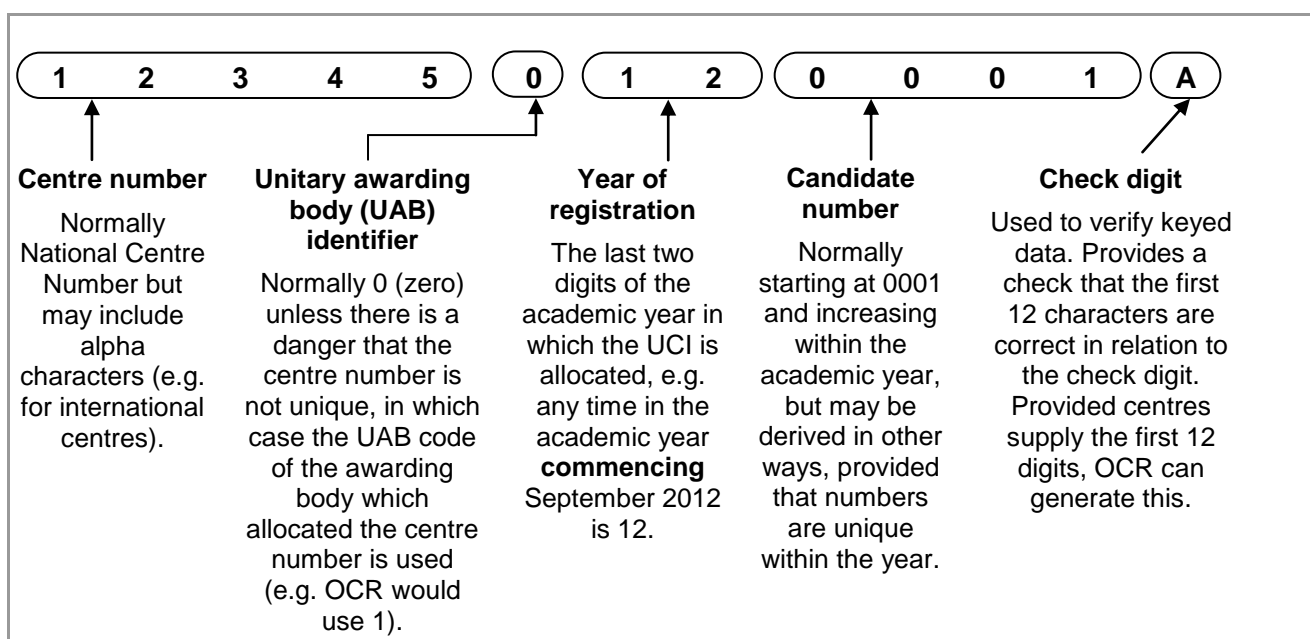 1 2 3 4 5 0 1 2 0 0 0 1 A
Centre number
Normally
National Centre
Number but
may include
alpha
characters (e.g.
for international
centres).
Unitary awarding
body (UAB)
identifier
Normally 0 (zero)
unless there is a
danger that the
centre number is
not unique, in which
case the UAB code
of the awarding
body which
allocated the centre
number is used
(e.g. OCR would
use 1).
Year of
registration
The last two
digits of the
academic year in
which the UCI is
allocated, e.g.
any time in the
academic year
commencing
September 2012
is 12.
Candidate
number
Normally
starting at 0001
and increasing
within the
academic year,
but may be
derived in other
ways, provided
that numbers
are unique
within the year.
Check digit
Used to verify keyed
data. Provides a
check that the first
12 characters are
correct in relation to
the check digit.
Provided centres
supply the first 12
digits, OCR can
generate this.